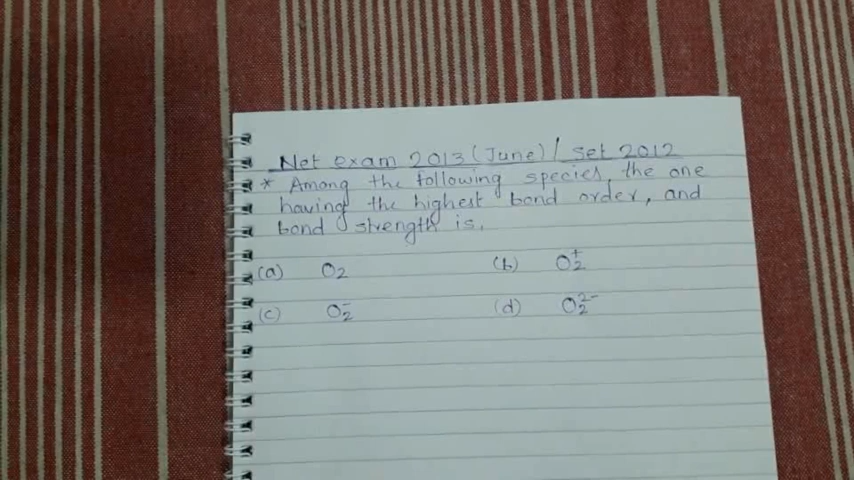 Net exam 2013 (June) / set 2012
* Among the following species, the one
having the highest bond order, and
bond strength is.
(a) O₂ (b) O₂⁺
(c) O₂⁻ (d) O₂²⁻